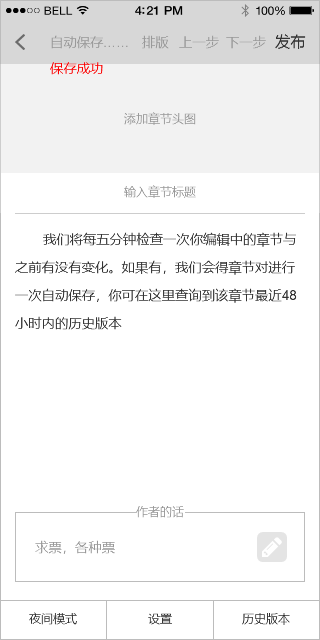 BELL 4:21 PM 100%
自动保存…… 排版 上一步 下一步 发布
保存成功
添加章节头图
输入章节标题
我们将每五分钟检查一次你编辑中的章节与
之前有没有变化。如果有，我们会得章节对进行
一次自动保存，你可在这里查询到该章节最近48
小时内的历史版本
作者的话
求票，各种票
夜间模式 设置 历史版本